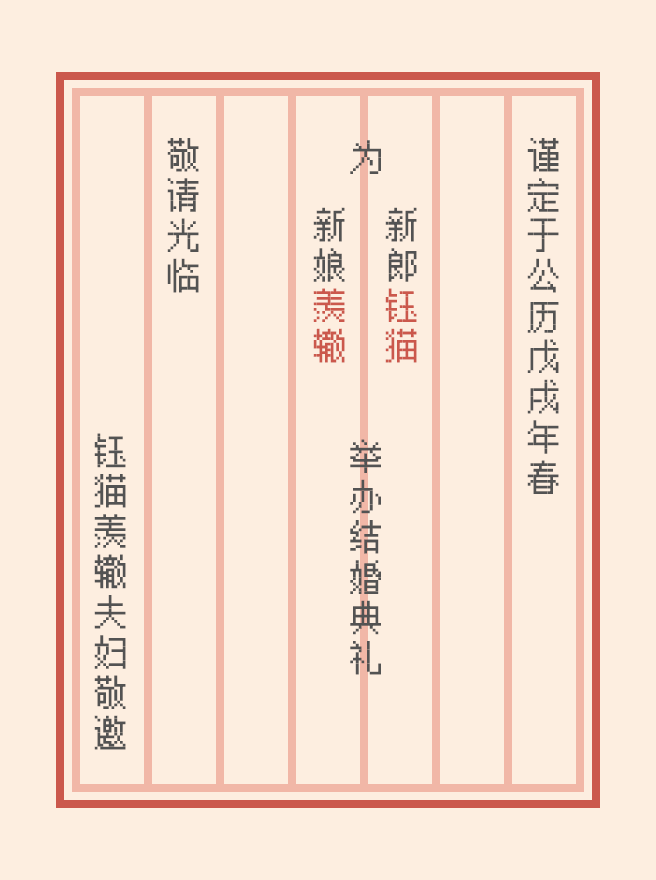 谨定于公历戊戌年春
为
新郎钰猫
新娘羡辙
举办结婚典礼
敬请光临
钰猫羡辙夫妇敬邀